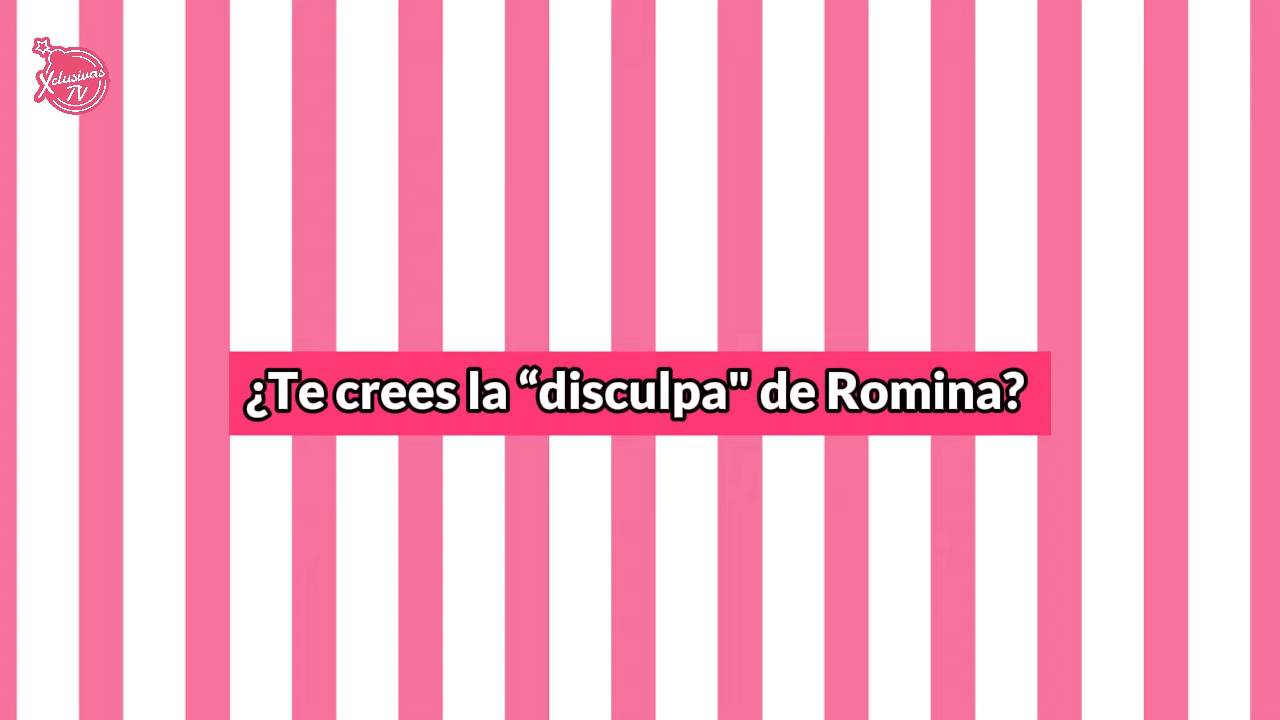 Xclusivas
TV
¿Te crees la “disculpa" de Romina?